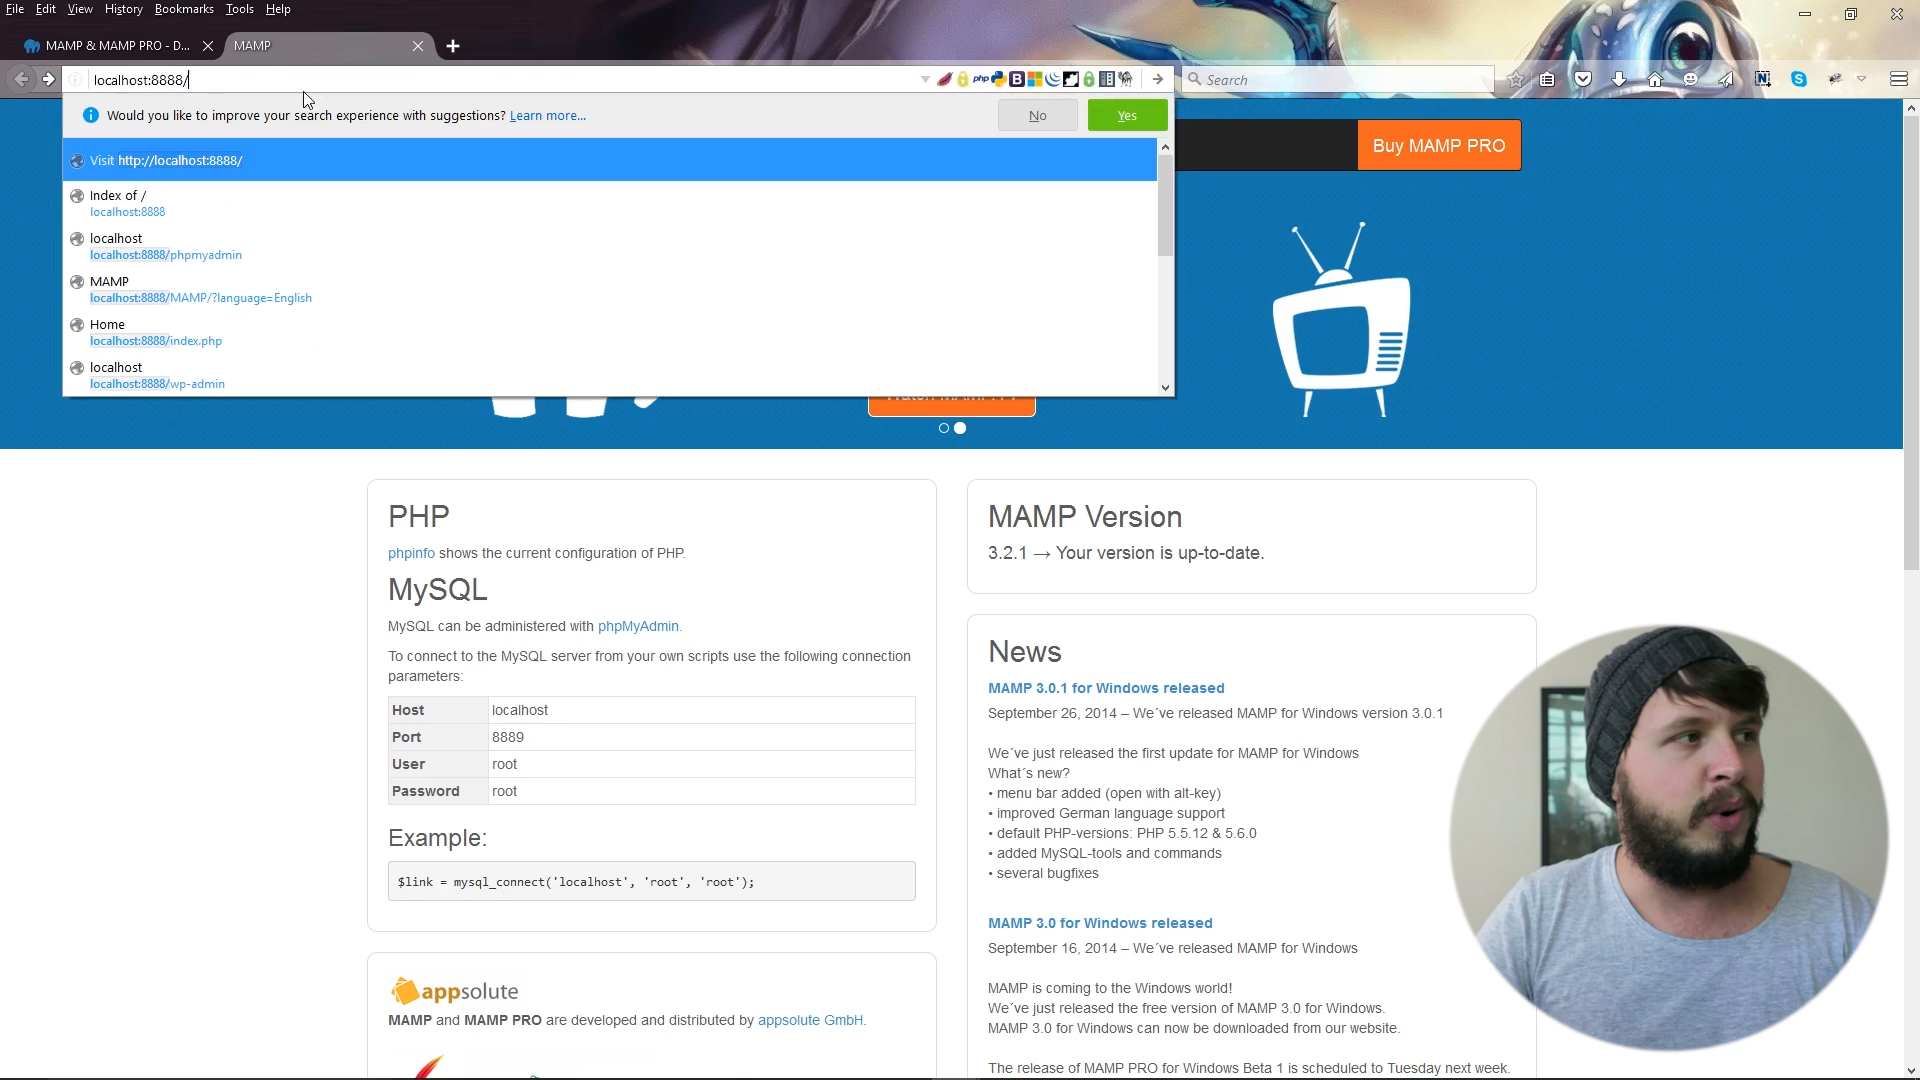 File Edit View History Bookmarks Tools Help
MAMP & MAMP PRO - D...
MAMP
localhost:8888/
php
Search
Would you like to improve your search experience with suggestions? Learn more...
No
Yes
Visit http://localhost:8888/
Index of /
localhost:8888
localhost
localhost:8888/phpmyadmin
MAMP
localhost:8888/MAMP/?language=English
Home
localhost:8888/index.php
localhost
localhost:8888/wp-admin
Buy MAMP PRO
PHP
phpinfo shows the current configuration of PHP.
MySQL
MySQL can be administered with phpMyAdmin.
To connect to the MySQL server from your own scripts use the following connection
parameters:
Host localhost
Port 8889
User root
Password root
Example:
$link = mysql_connect('localhost', 'root', 'root');
appsolute
MAMP and MAMP PRO are developed and distributed by appsolute GmbH.
MAMP Version
3.2.1 → Your version is up-to-date.
News
MAMP 3.0.1 for Windows released
September 26, 2014 – We´ve released MAMP for Windows version 3.0.1
We´ve just released the first update for MAMP for Windows
What´s new?
• menu bar added (open with alt-key)
• improved German language support
• default PHP-versions: PHP 5.5.12 & 5.6.0
• added MySQL-tools and commands
• several bugfixes
MAMP 3.0 for Windows released
September 16, 2014 – We´ve released MAMP for Windows
MAMP is coming to the Windows world!
We´ve just released the free version of MAMP 3.0 for Windows.
MAMP 3.0 for Windows can now be downloaded from our website.
The release of MAMP PRO for Windows Beta 1 is scheduled to Tuesday next week.